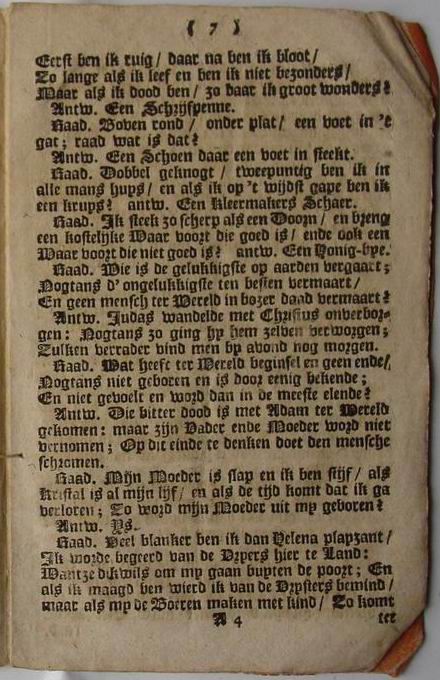 ( 7 )
Eerst ben ik ruig / daar na ben ik bloot /
Zo lange als ik leef en ben ik niet bezonders /
Maar als ik dood ben / zo daar ik groot wonders?
Antw. Een Schrijfpenne.
Raad. Boven rond / onder plat / een voet in 't
gat; raad wat is dat?
Antw. Een Schoen daar een voet in steekt.
Raad. Dobbel geknogt / tweepuntig ben ik in
alle mans huys / en als ik op 't wijdst gape ben ik
een kruys? antw. Een Kleermakers Schaer.
Raad. Ik steek zo scherp als een Doorn / en breng
een kostelijke Waar voort die goed is / ende ook een
Waar voort die niet goed is? antw. Een Honig-bye.
Raad. Wie is de gelukkigste op aarden vergaart;
Nogtans d' ongelukkigste ten besten vermaart /
En geen mensch ter Wereld in bozer daad vermaart?
Antw. Judas wandelde met Christus onverbor-
gen: Nogtans zo ging hy hem zelven verworgen;
Zulken verrader vind men by avond nog morgen.
Raad. Wat heeft ter Wereld beginsel en geen ende /
Nogtans niet geboren en is door eenig bekende;
En niet gevoelt en word dan in de meeste elende?
Antw. Die bitter dood is met Adam ter Wereld
gekomen: maar zijn Vader ende Moeder word niet
vernomen; Op dit einde te denken doet den mensche
schromen.
Raad. Mijn Moeder is slap en ik ben stijf / als
Kristal is al mijn lijf / en als de tijd komt dat ik ga
verloren; Zo word mijn Moeder uit my geboren?
Antw. Ys.
Raad. Veel blanker ben ik dan Helena playzant /
Ik worde begeerd van de Drpers hier te Land:
Want ze dikwils om my gaan buyten de poort; En
als ik maagd ben wierd ik van de Drysters bemind /
maar als my de Boeren maken met kind / Zo komt
A 4 ter